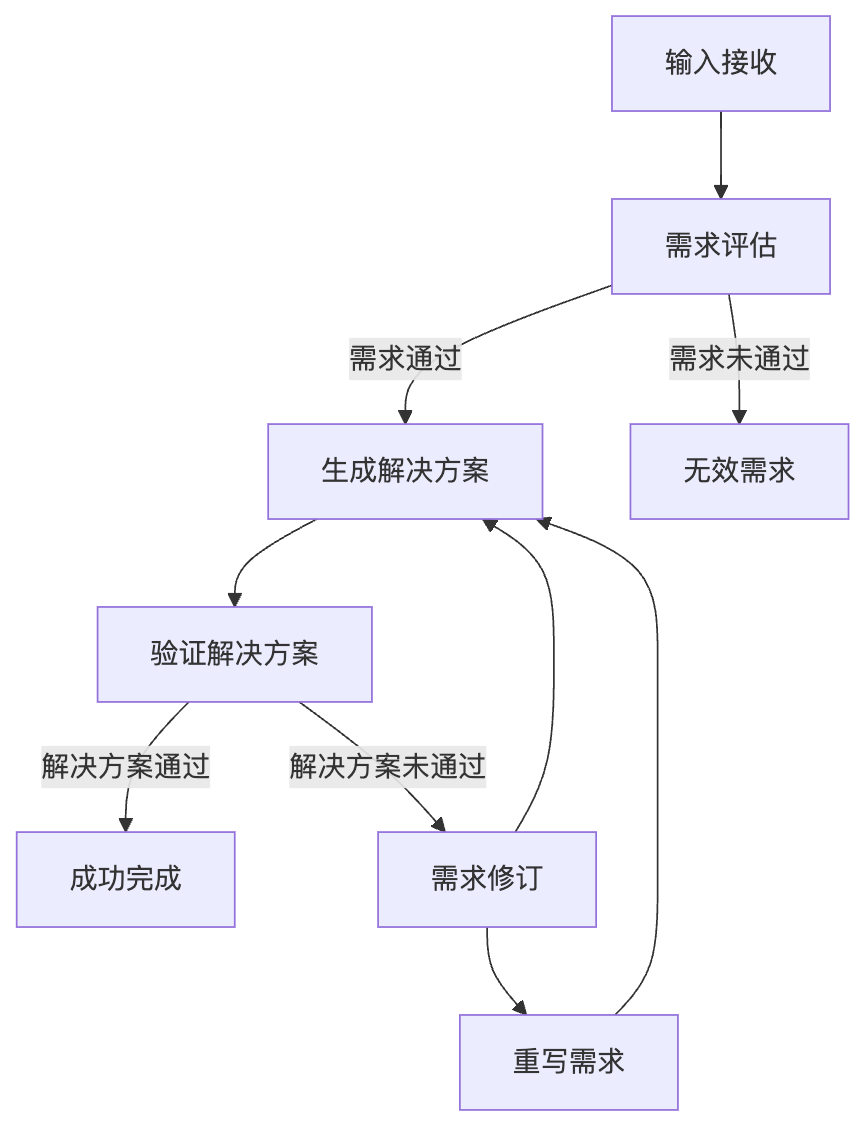 输入接收
需求评估
需求通过
需求未通过
生成解决方案
无效需求
验证解决方案
解决方案通过
解决方案未通过
成功完成
需求修订
重写需求